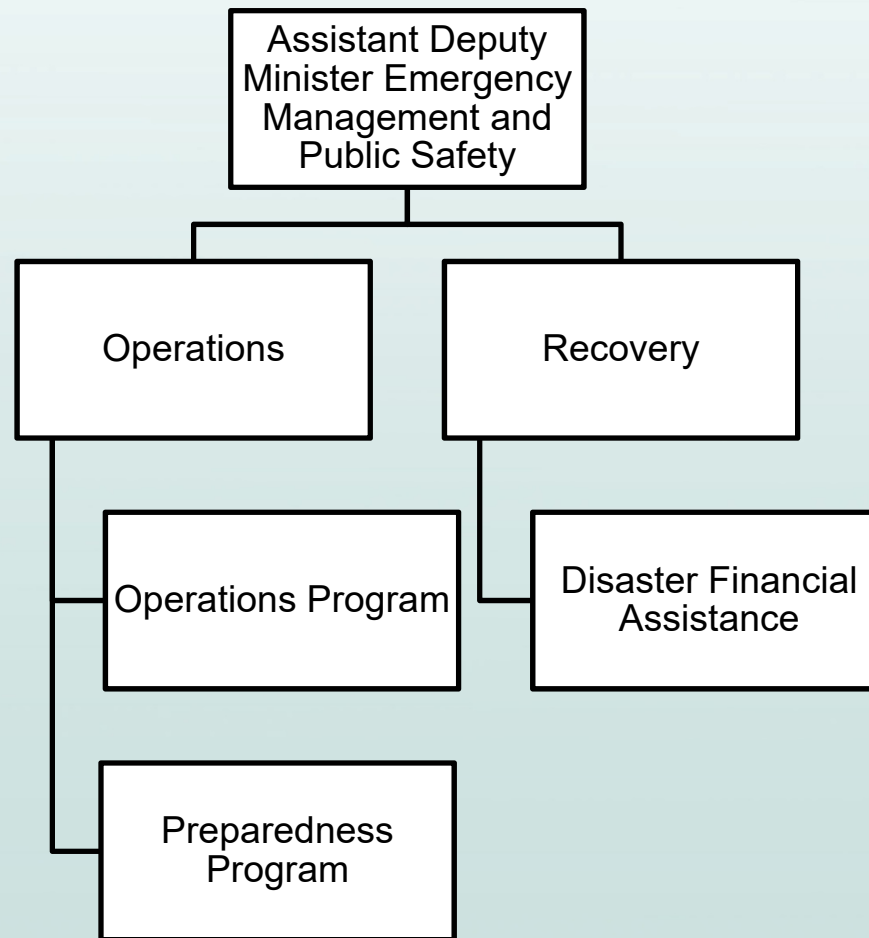 Assistant Deputy
Minister Emergency
Management and
Public Safety
Operations
Recovery
Operations Program
Disaster Financial
Assistance
Preparedness
Program